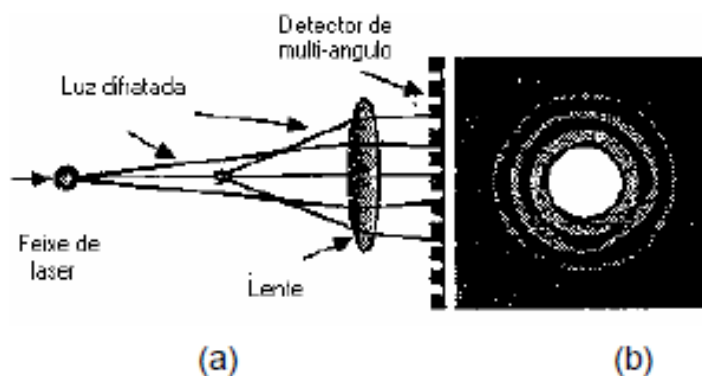 Detector de
multi-angulo
Luz difratada
Feixe de
laser
Lente
(a)
(b)